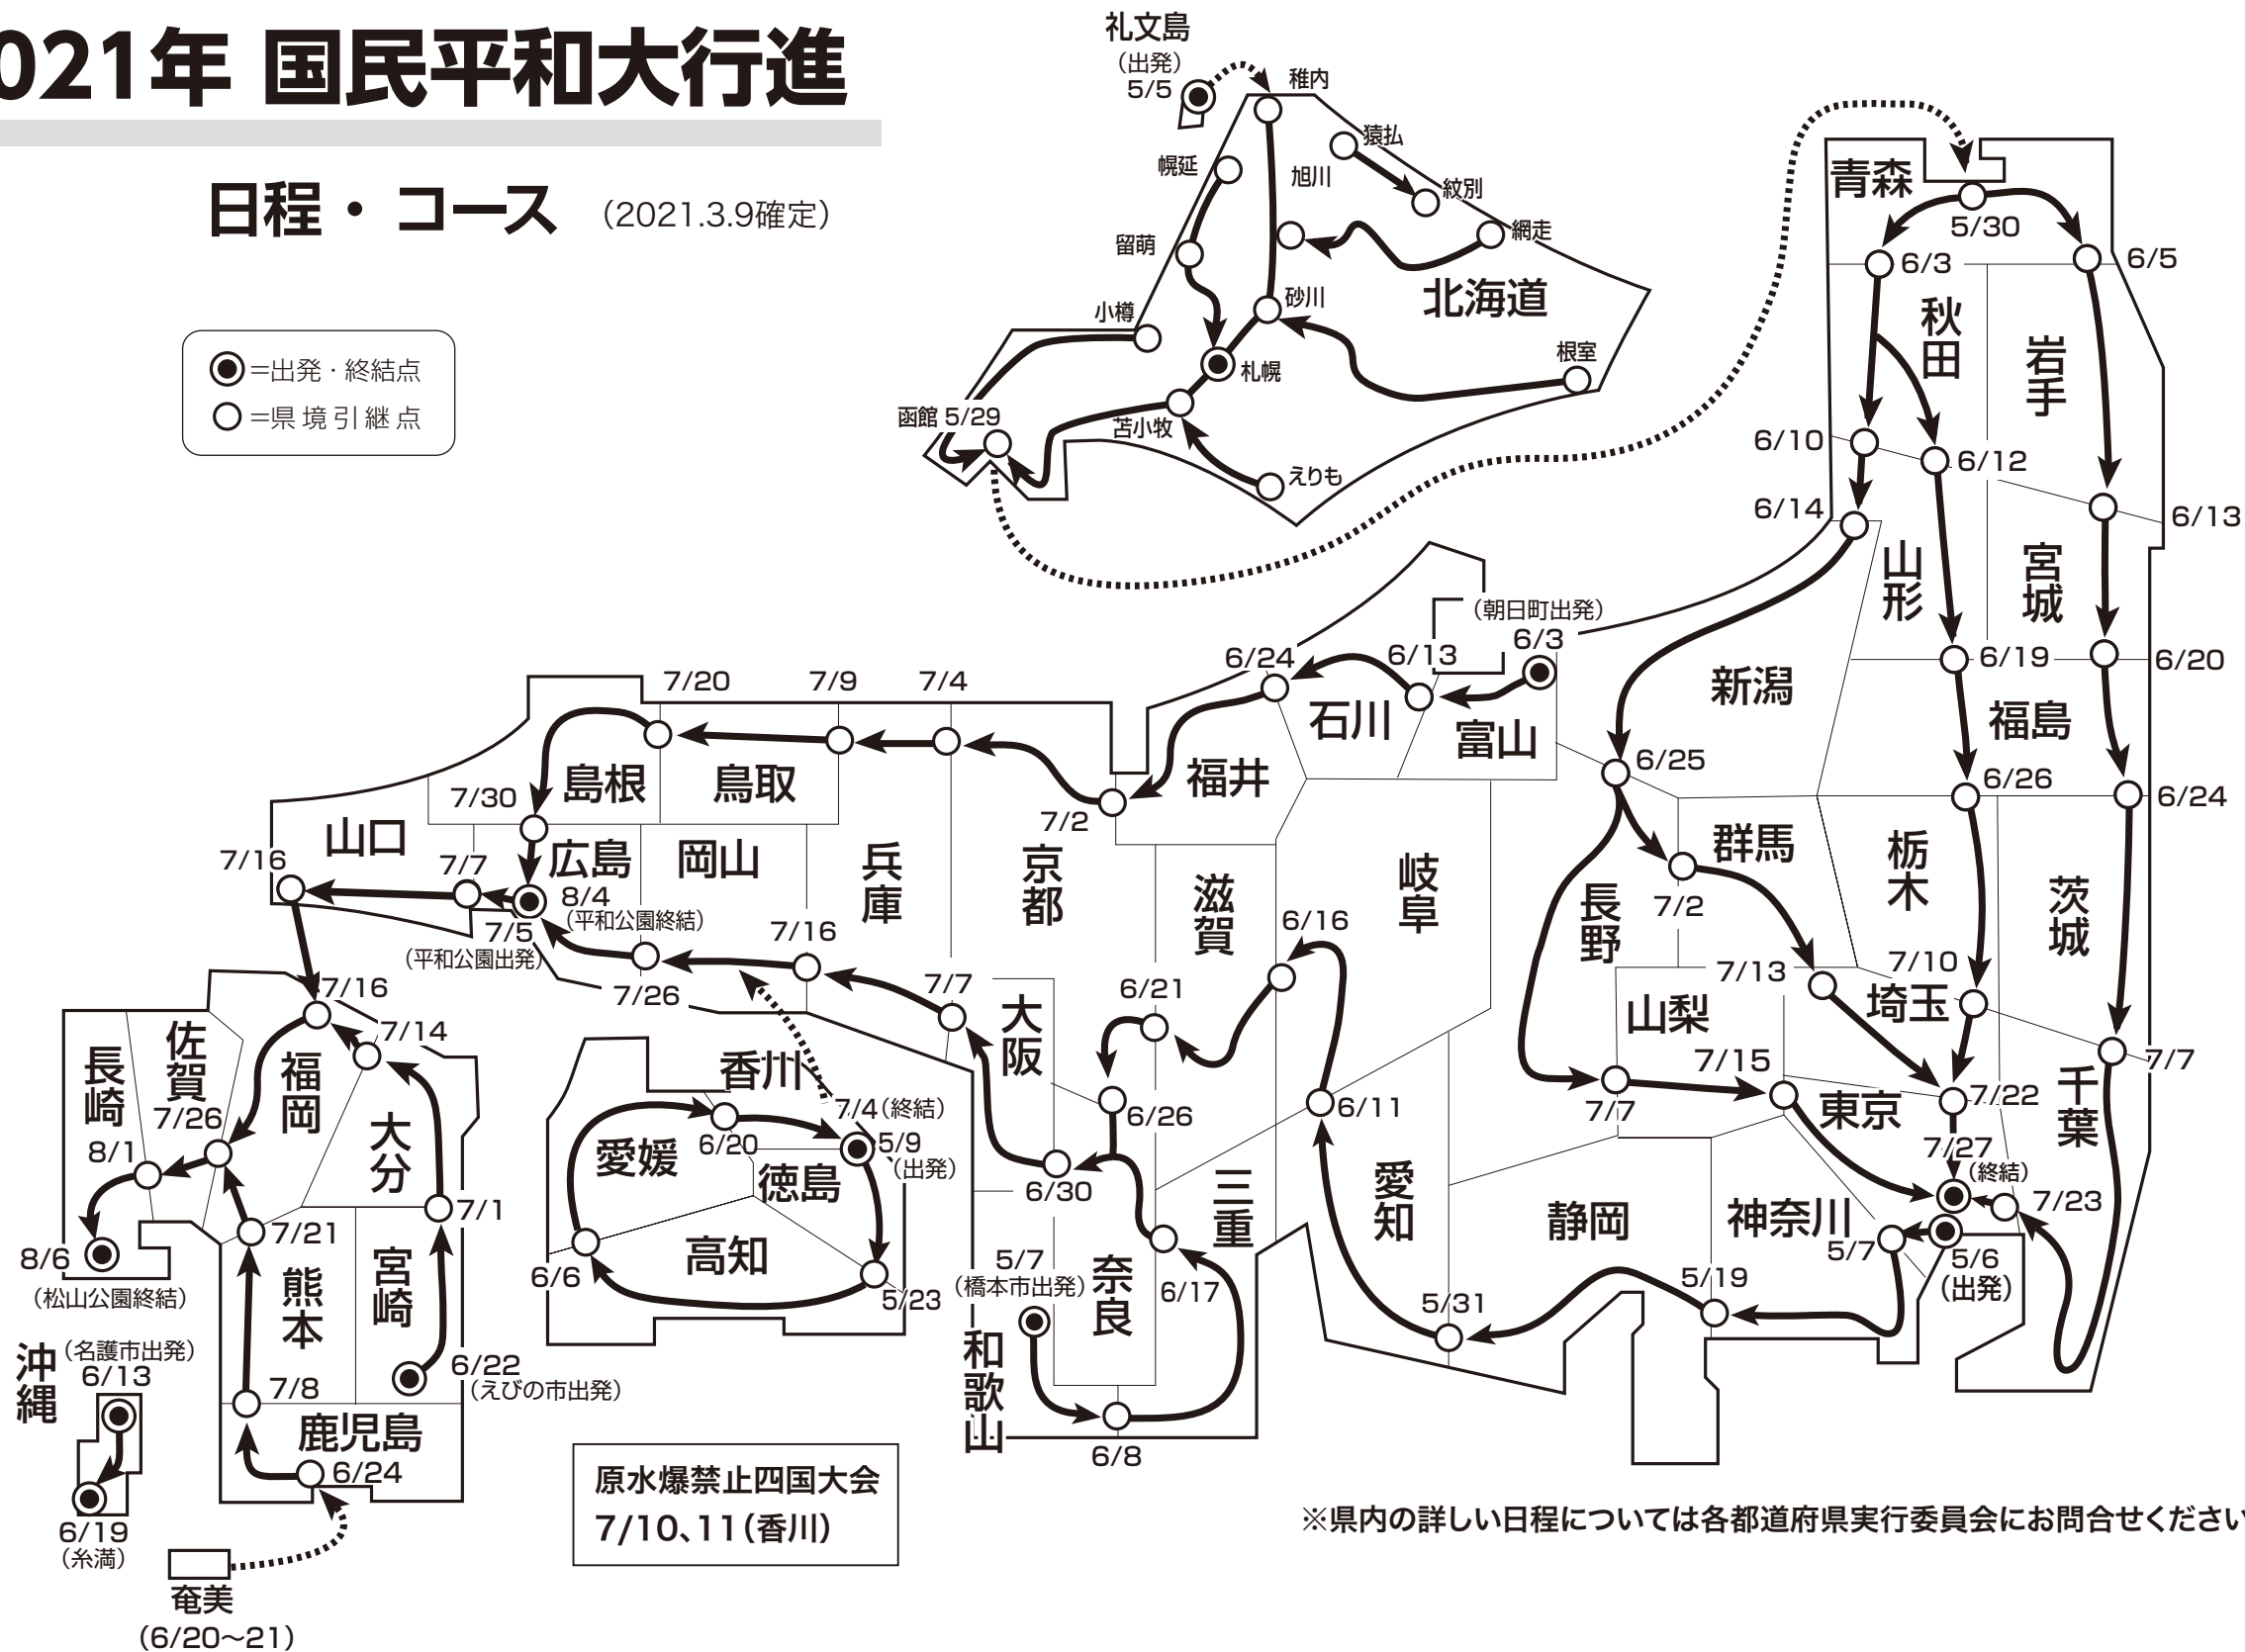 021年 国民平和大行進
日程・コース (2021.3.9確定)
=出発・終結点
=県境引継点
礼文島
(出発)
5/5
稚内
猿払
幌延
旭川
紋別
留萌
網走
北海道
小樽
砂川
札幌
根室
函館 5/29
苫小牧
えりも
青森
5/30
6/3
6/5
秋田
岩手
6/10
6/12
6/14
6/13
山形
宮城
6/19
6/20
新潟
福島
6/25
6/26
6/24
(朝日町出発)
6/3
6/13
6/24
石川
富山
福井
7/2
7/20
7/9
7/4
島根
鳥取
7/30
山口
広島
岡山
兵庫
京都
滋賀
岐阜
7/16
7/7
8/4
(平和公園終結)
7/5
(平和公園出発)
7/16
7/26
7/7
6/16
6/21
長野
群馬
栃木
茨城
7/2
7/13
7/10
山梨
埼玉
7/15
7/7
7/7
東京
7/22
千葉
7/27
(終結)
7/23
神奈川
5/7
5/6
(出発)
静岡
5/19
5/31
愛知
6/11
三重
6/17
大阪
6/26
6/30
奈良
5/7
(橋本市出発)
和歌山
6/8
香川
7/4(終結)
5/9
(出発)
6/20
愛媛
徳島
高知
6/6
5/23
7/16
7/14
佐賀
長崎
福岡
7/26
8/1
大分
7/1
7/21
8/6
(松山公園終結)
熊本
宮崎
6/22
(えびの市出発)
7/8
鹿児島
6/24
沖縄
(名護市出発)
6/13
6/19
(糸満)
奄美
(6/20〜21)
原水爆禁止四国大会
7/10、11(香川)
※県内の詳しい日程については各都道府県実行委員会にお問合せください